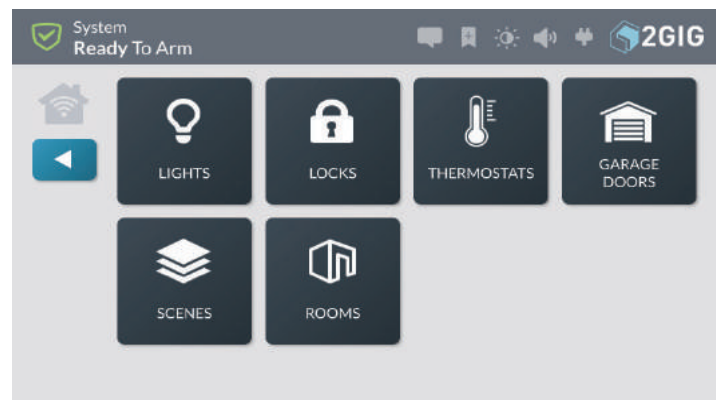 System
Ready To Arm
2GIG
LIGHTS
LOCKS
THERMOSTATS
GARAGE
DOORS
SCENES
ROOMS